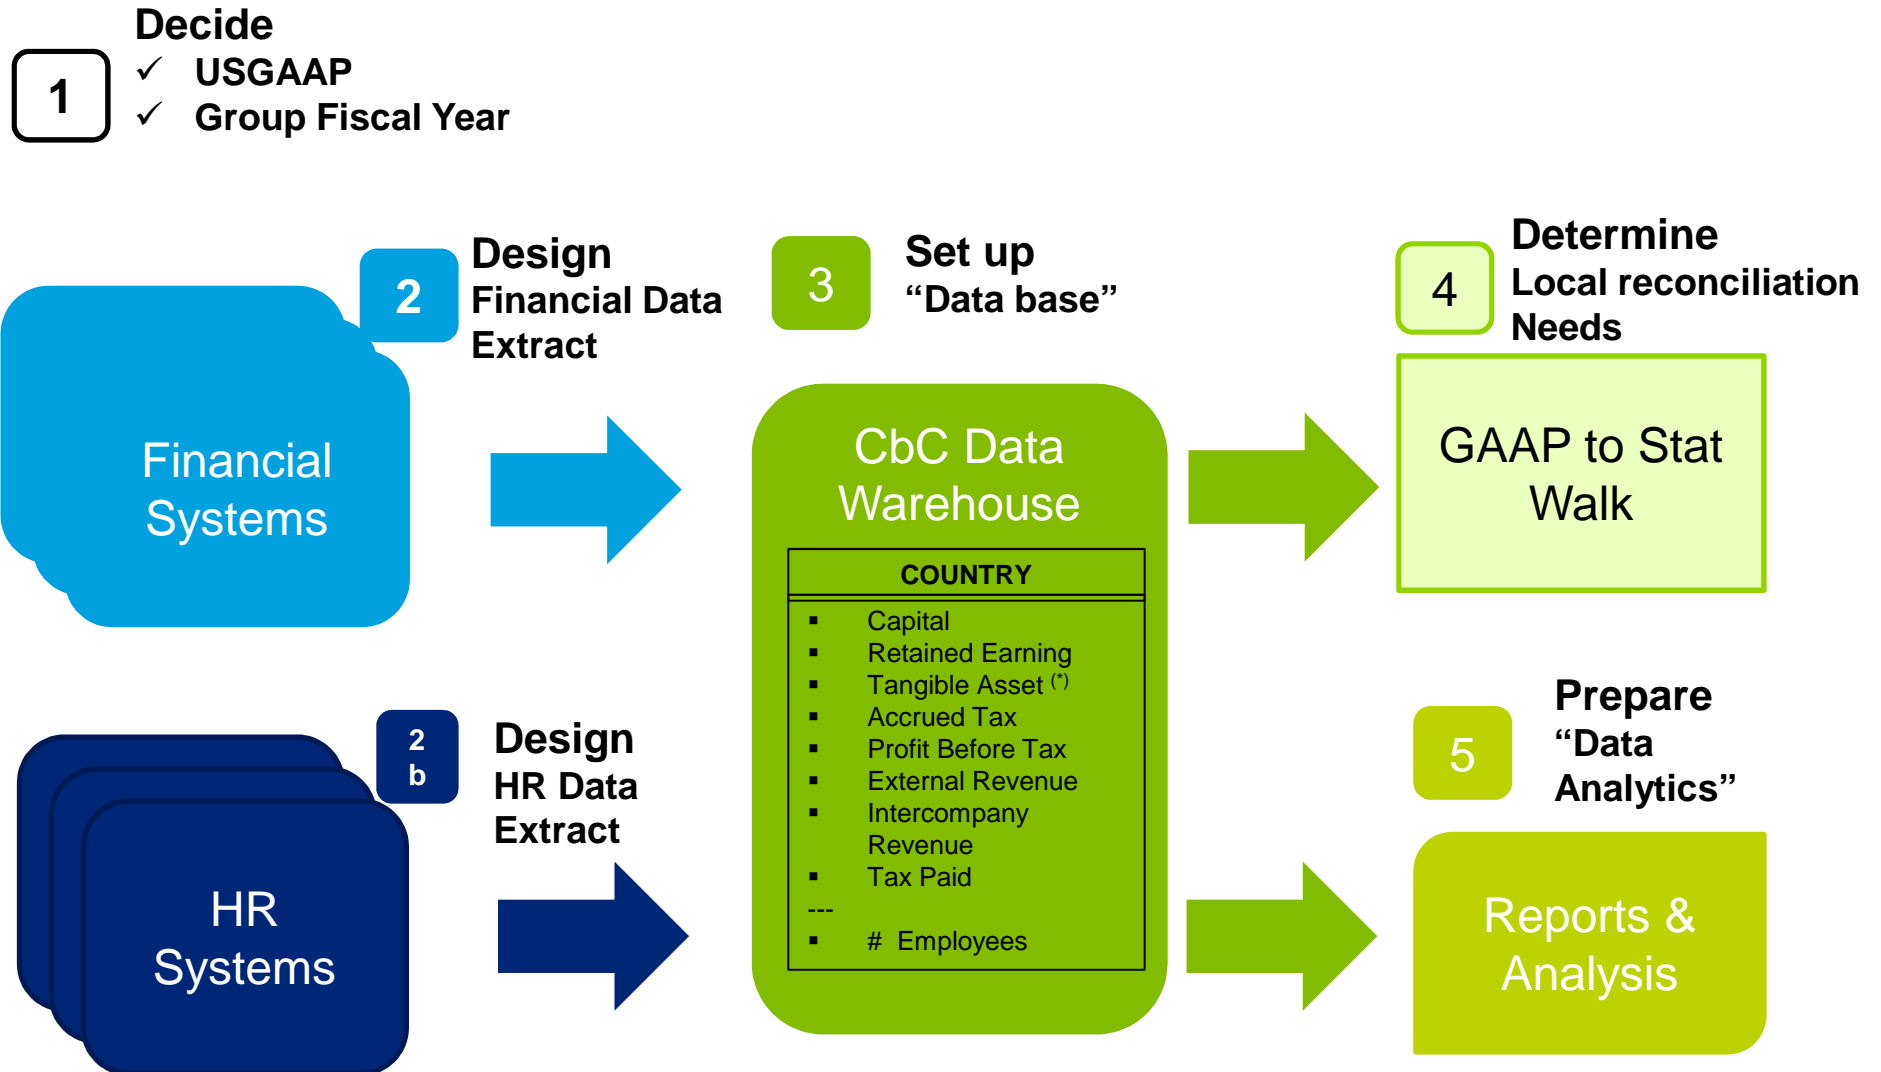 1
Decide
✓ USGAAP
✓ Group Fiscal Year
2
Design
Financial Data
Extract
Financial
Systems
2
b
Design
HR Data
Extract
HR
Systems
3
Set up
“Data base”
CbC Data
Warehouse
COUNTRY
▪ Capital
▪ Retained Earning
▪ Tangible Asset (*)
▪ Accrued Tax
▪ Profit Before Tax
▪ External Revenue
▪ Intercompany
Revenue
▪ Tax Paid
---
▪ # Employees
4
Determine
Local reconciliation
Needs
GAAP to Stat
Walk
5
Prepare
“Data
Analytics”
Reports &
Analysis